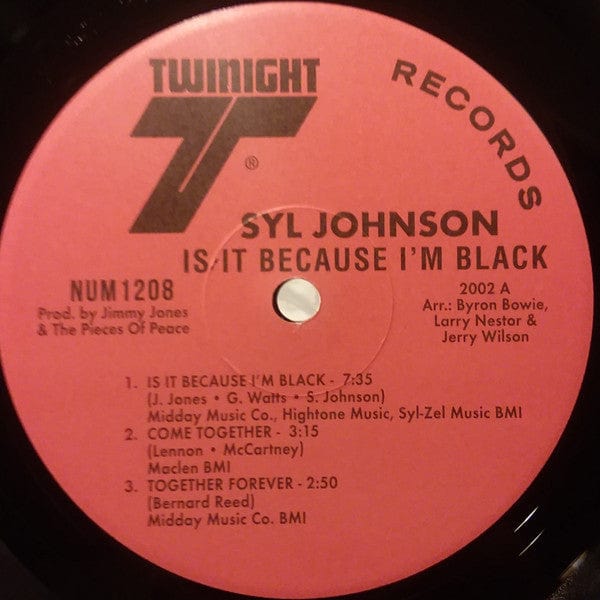 TWINIGHT
T
RECORDS
®
SYL JOHNSON
IS IT BECAUSE I'M BLACK
NUM1208
Prod. by Jimmy Jones
& The Pieces Of Peace
2002 A
Arr.: Byron Bowie,
Larry Nestor &
Jerry Wilson
1. IS IT BECAUSE I'M BLACK - 7:35
(J. Jones • G. Watts • S. Johnson)
Midday Music Co., Hightone Music, Syl-Zel Music BMI
2. COME TOGETHER - 3:15
(Lennon • McCartney)
Maclen BMI
3. TOGETHER FOREVER - 2:50
(Bernard Reed)
Midday Music Co. BMI